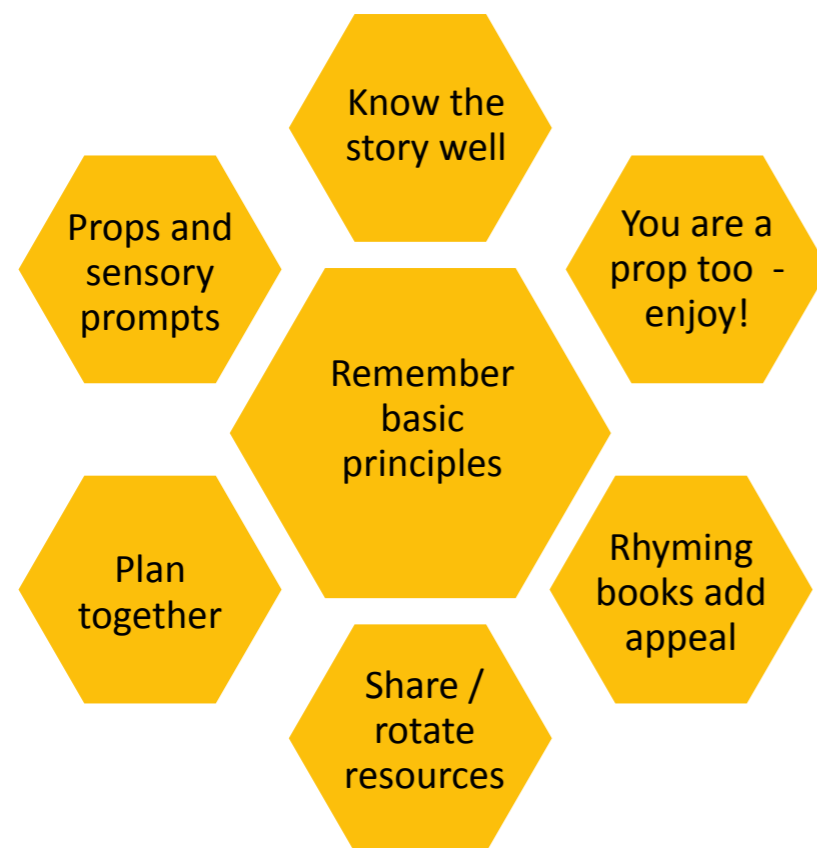 Know the
story well
You are a
prop too -
enjoy!
Rhyming
books add
appeal
Share /
rotate
resources
Plan
together
Props and
sensory
prompts
Remember
basic
principles